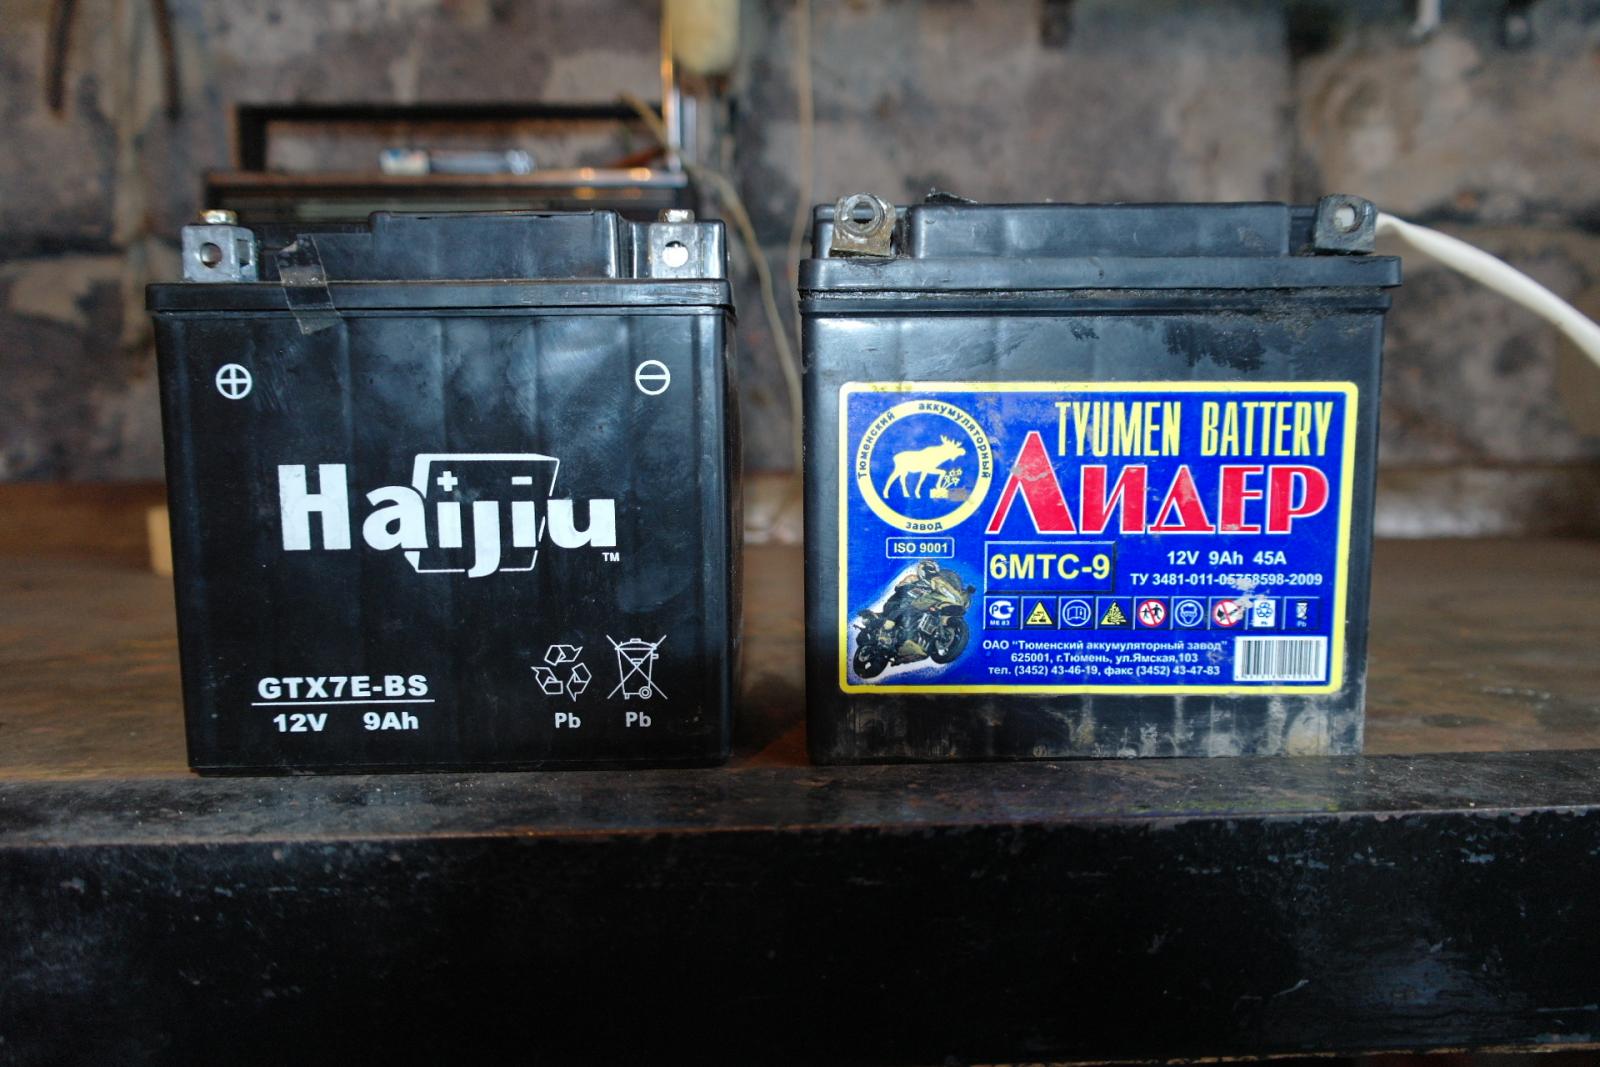 Haijiu
TM
GTX7E-BS
12V 9Ah
Pb Pb
Тюменский аккумуляторный
завод
TYUMEN BATTERY
ЛИДЕР
ISO 9001
6МТС-9
12V 9Ah 45A
ТУ 3481-011-05758598-2009
ОАО "Тюменский аккумуляторный завод"
625001, г.Тюмень, ул.Ямская,103
тел. (3452) 43-46-19, факс (3452) 43-47-83